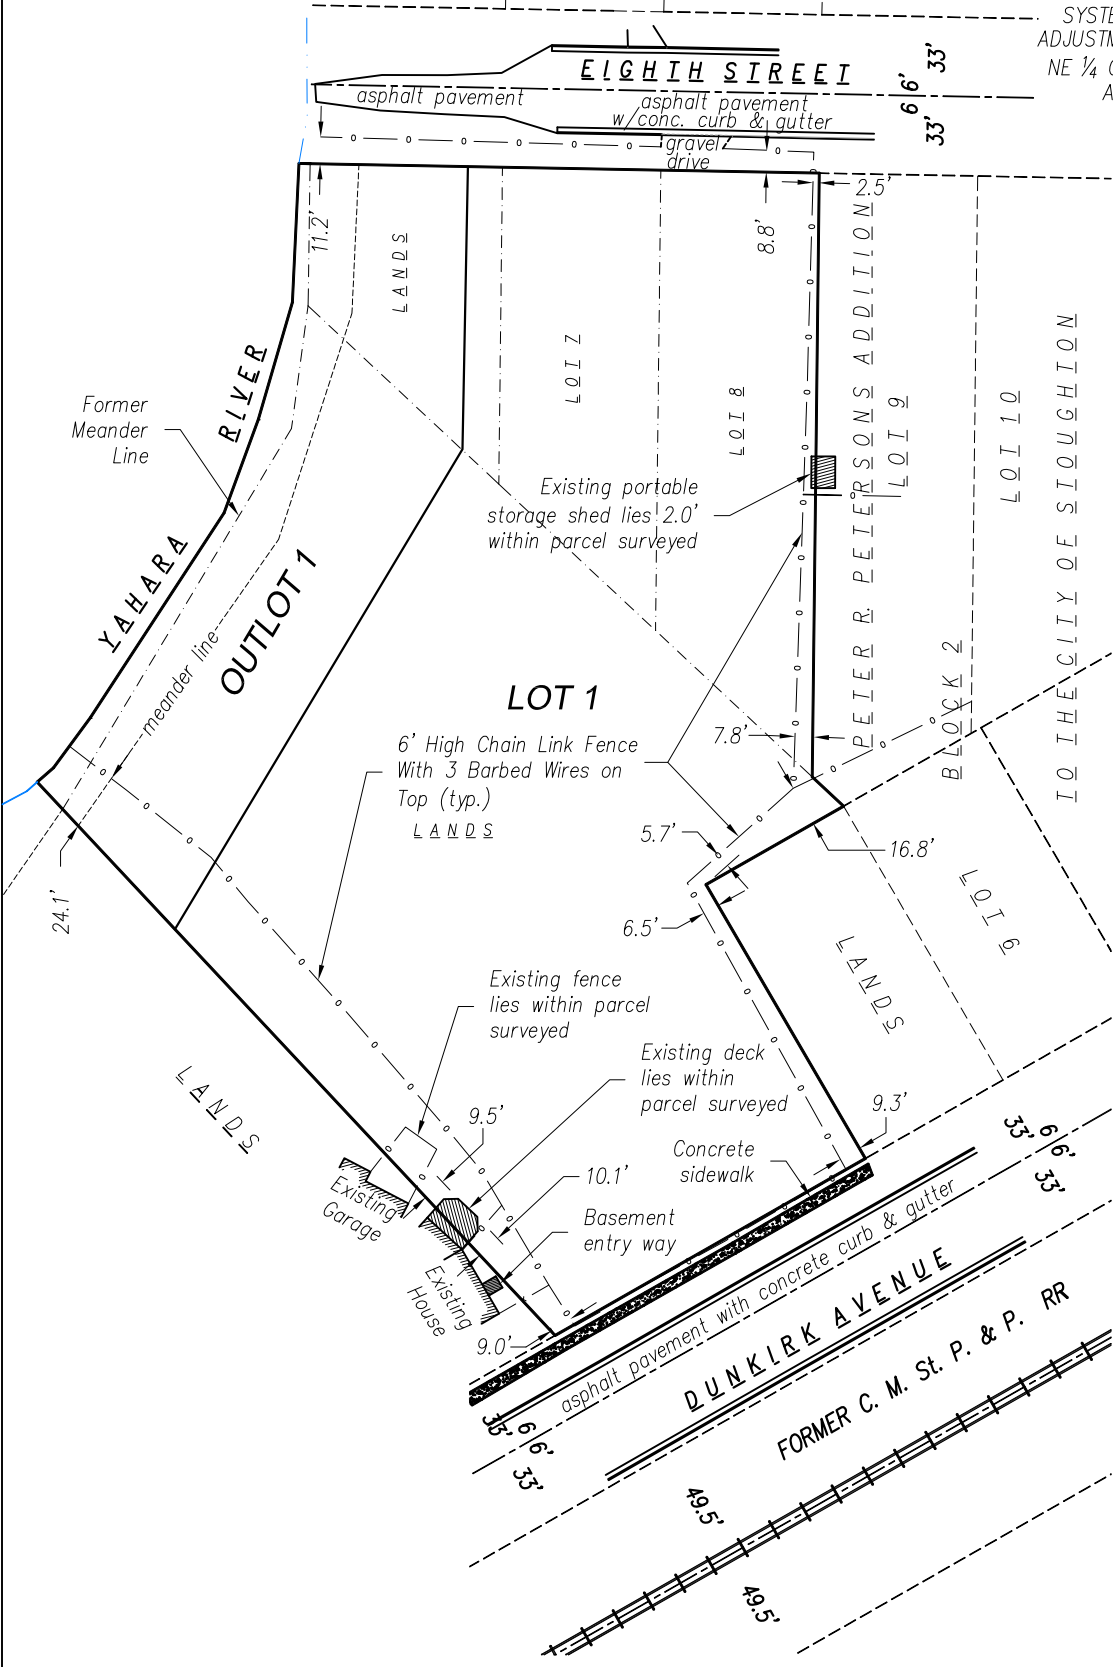 SYSTE
ADJUSTM
NE ¼
EIGHTH STREET
33'
66'
33'
asphalt pavement
asphalt pavement
w/conc. curb & gutter
gravel
drive
2.5'
11.2'
8.8'
LANDS
LOT 7
LOT 8
PETER R. PETERSONS ADDITION
LOT 9
LOT 10
TO THE CITY OF STOUGHTON
BLOCK 2
Former
Meander
Line
YAHARA RIVER
Existing portable
storage shed lies 2.0'
within parcel surveyed
OUTLOT 1
meander line
LOT 1
6' High Chain Link Fence
With 3 Barbed Wires on
Top (typ.)
LANDS
7.8'
5.7'
16.8'
LOT 6
24.1'
6.5'
LANDS
Existing fence
lies within parcel
surveyed
Existing deck
lies within
parcel surveyed
LANDS
9.5'
9.3'
Concrete
sidewalk
10.1'
Existing
Garage
Basement
entry way
Existing
House
9.0'
33'
66'
33'
asphalt pavement with concrete curb & gutter
DUNKIRK AVENUE
33'
66'
33'
FORMER C. M. St. P. & P. RR
49.5'
49.5'